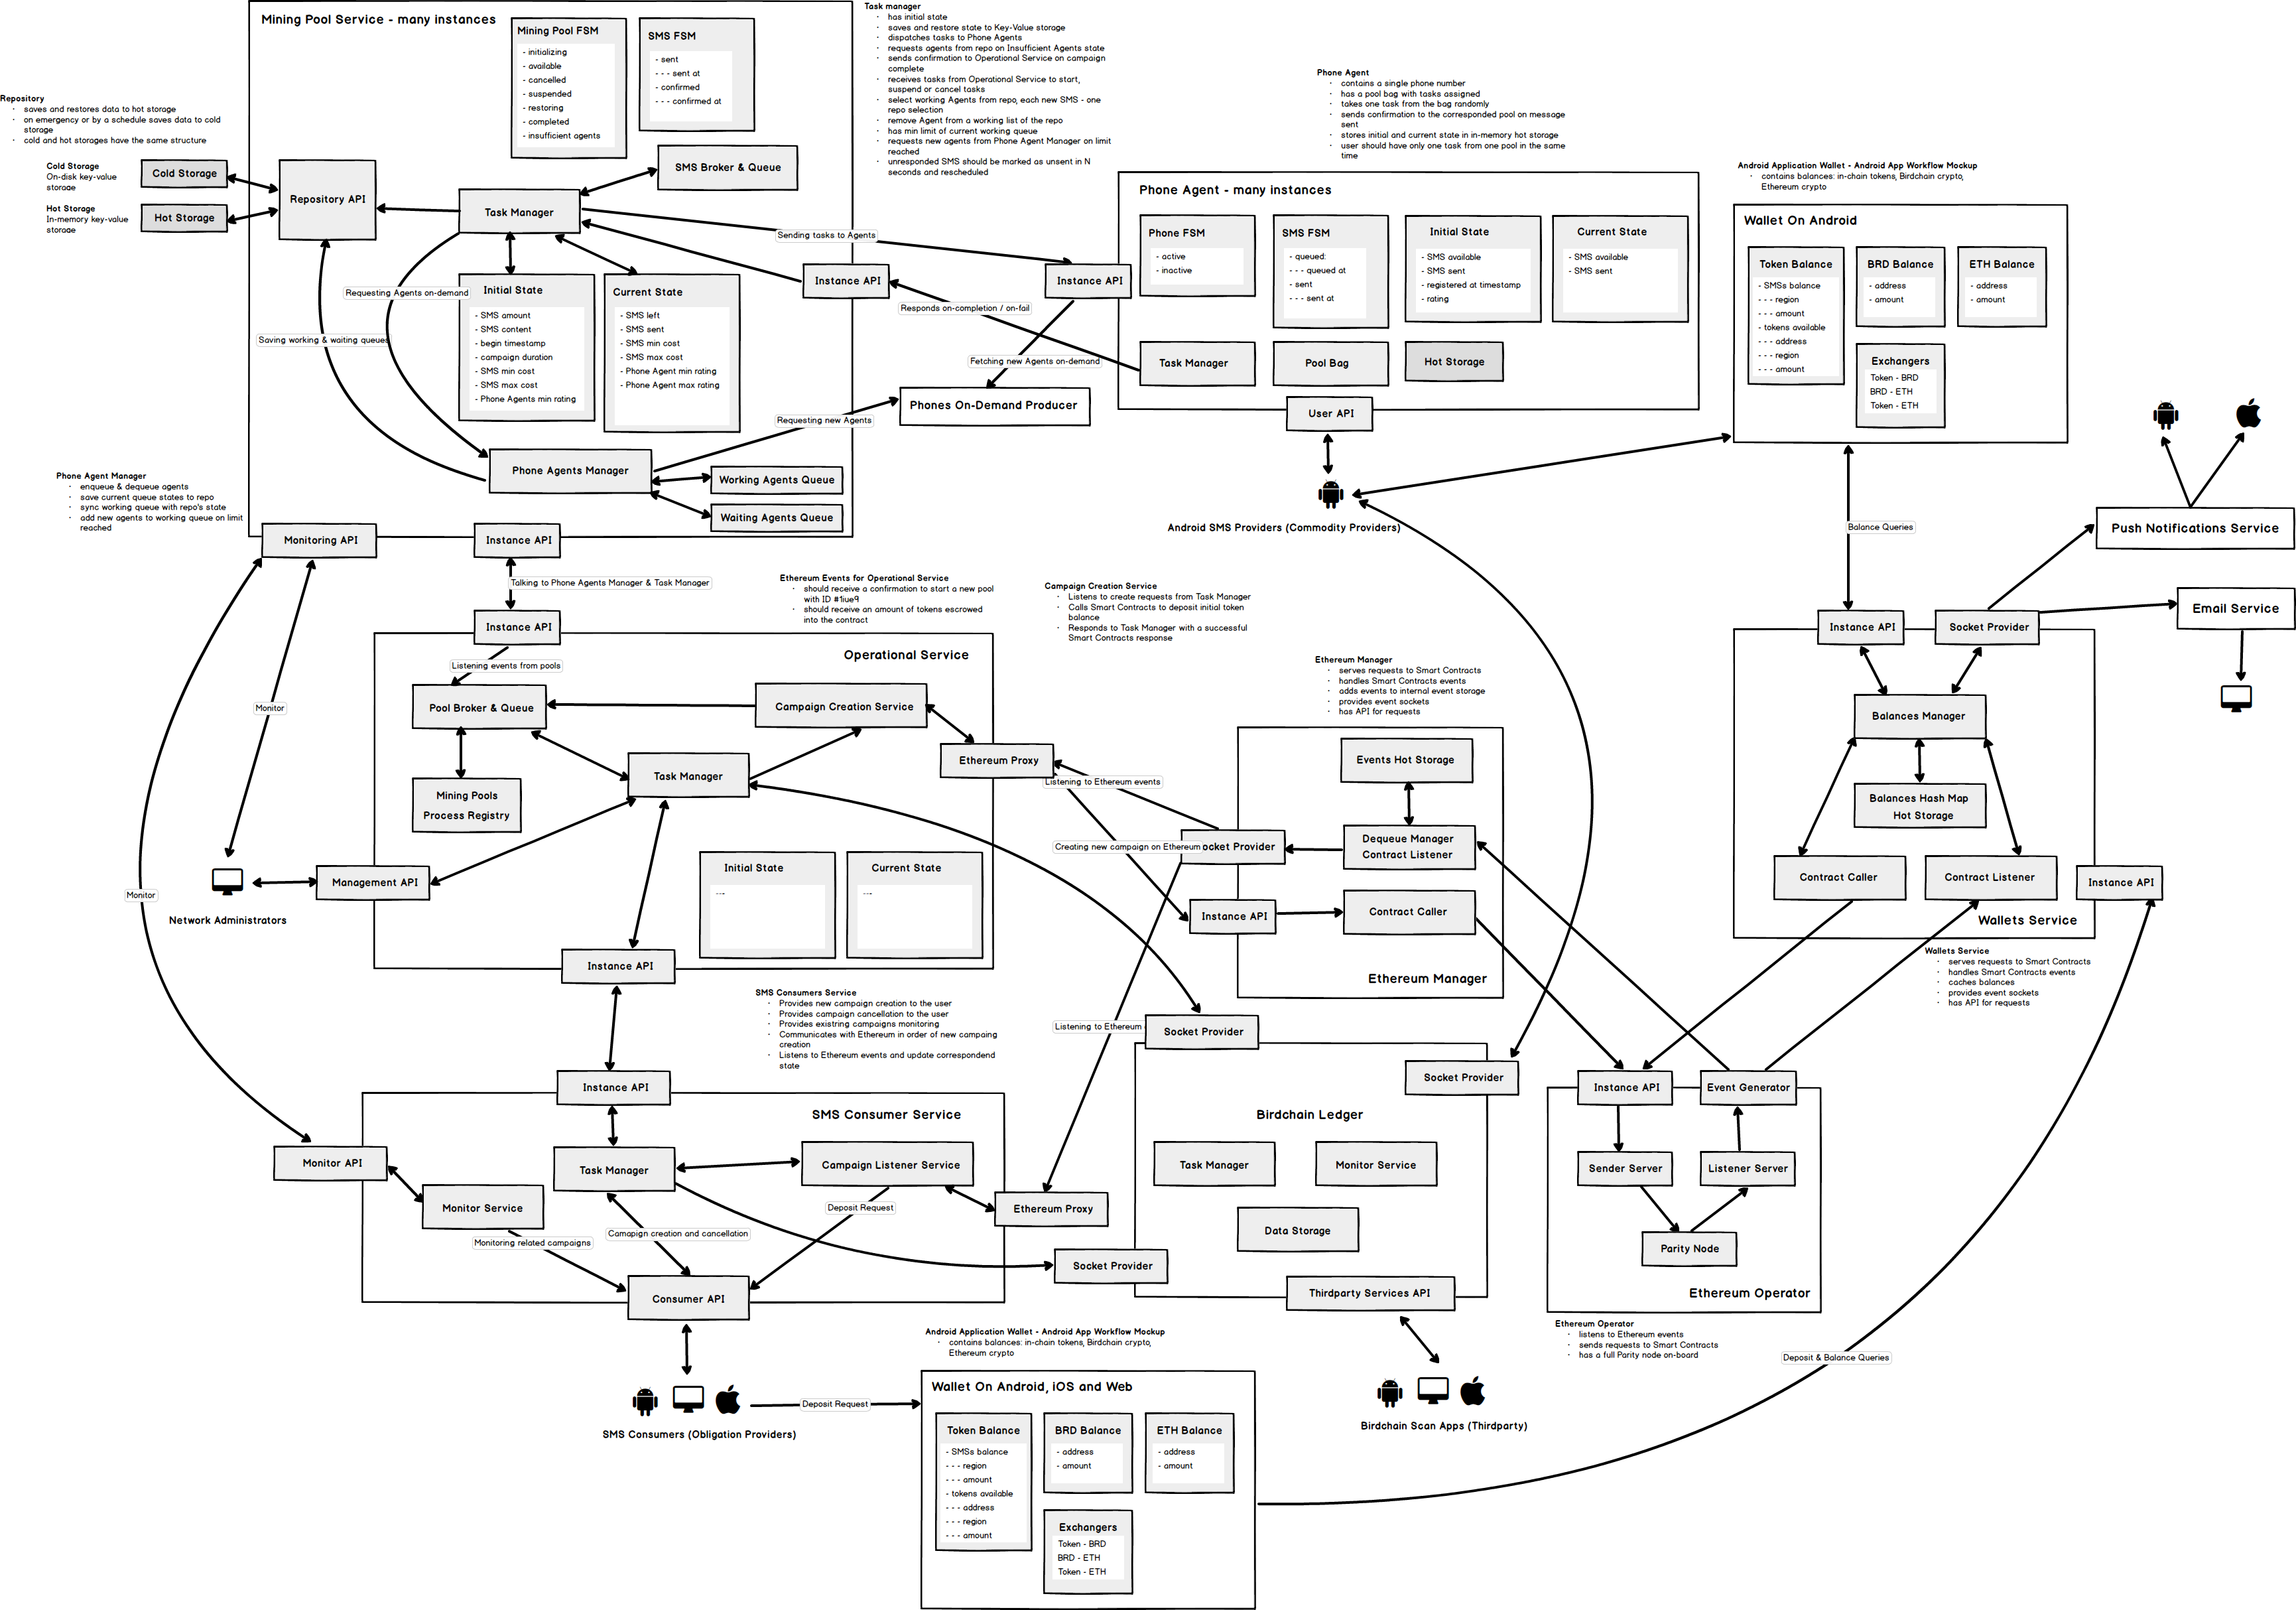 Mining Pool Service - many instances
Mining Pool FSM
- initializing
- available
- cancelled
- suspended
- restoring
- completed
- insufficient agents
SMS FSM
- sent
- - - sent at
- confirmed
- - - confirmed at
Task manager
· has initial state
· saves and restore state to Key-Value storage
· dispatches tasks to Phone Agents
· requests agents from repo on Insufficient Agents state
· sends confirmation to Operational Service on campaign
complete
· receives tasks from Operational Service to start,
suspend or cancel tasks
· select working Agents from repo, each new SMS - one
repo selection
· remove Agent from a working list of the repo
· has min limit of current working queue
· requests new agents from Phone Agent Manager on limit
reached
· unresponded SMS should be marked as unsent in N
seconds and rescheduled
Repository
· saves and restores data to hot storage
· on emergency or by a schedule saves data to cold
storage
· cold and hot storages have the same structure
Cold Storage
On-disk key-value
storage
Hot Storage
In-memory key-value
storage
Cold Storage
Hot Storage
Repository API
SMS Broker & Queue
Task Manager
Sending tasks to Agents
Instance API
Requesting Agents on-demand
Saving working & waiting queues
Initial State
- SMS amount
- SMS content
- begin timestamp
- campaign duration
- SMS min cost
- SMS max cost
- Phone Agents min rating
Current State
- SMS left
- SMS sent
- SMS min cost
- SMS max cost
- Phone Agent min rating
- Phone Agent max rating
Requesting new Agents
Phone Agents Manager
Working Agents Queue
Waiting Agents Queue
Phone Agent Manager
· enqueue & dequeue agents
· save current queue states to repo
· sync working queue with repo's state
· add new agents to working queue on limit
reached
Monitoring API
Instance API
Talking to Phone Agents Manager & Task Manager
Phone Agent
· contains a single phone number
· has a pool bag with tasks assigned
· takes one task from the bag randomly
· sends confirmation to the corresponded pool on message
sent
· stores initial and current state in in-memory hot storage
· user should have only one task from one pool in the same
time
Phone Agent - many instances
Phone FSM
- active
- inactive
SMS FSM
- queued:
- - - queued at
- sent
- - - sent at
Initial State
- SMS available
- SMS sent
- registered at timestamp
- rating
Current State
- SMS available
- SMS sent
Instance API
Responds on-completion / on-fail
Fetching new Agents on-demand
Phones On-Demand Producer
Task Manager
Pool Bag
Hot Storage
User API
Android SMS Providers (Commodity Providers)
Android Application Wallet - Android App Workflow Mockup
· contains balances: in-chain tokens, Birdchain crypto,
Ethereum crypto
Wallet On Android
Token Balance
- SMSs balance
- - - region
- - - amount
- tokens available
- - - address
- - - region
- - - amount
BRD Balance
- address
- amount
ETH Balance
- address
- amount
Exchangers
Token - BRD
BRD - ETH
Token - ETH
Balance Queries
Push Notifications Service
Email Service
Instance API
Socket Provider
Balances Manager
Balances Hash Map
Hot Storage
Contract Caller
Contract Listener
Instance API
Wallets Service
Wallets Service
· serves requests to Smart Contracts
· handles Smart Contracts events
· caches balances
· provides event sockets
· has API for requests
Ethereum Events for Operational Service
· should receive a confirmation to start a new pool
with ID #1iue9
· should receive an amount of tokens escrowed
into the contract
Campaign Creation Service
· Listens to create requests from Task Manager
· Calls Smart Contracts to deposit initial token
balance
· Responds to Task Manager with a successful
Smart Contracts response
Ethereum Manager
· serves requests to Smart Contracts
· handles Smart Contracts events
· adds events to internal event storage
· provides event sockets
· has API for requests
Instance API
Operational Service
Listening events from pools
Pool Broker & Queue
Campaign Creation Service
Task Manager
Mining Pools
Process Registry
Ethereum Proxy
Listening to Ethereum events
Creating new campaign on Ethereum
Initial State
---
Current State
---
Management API
Network Administrators
Monitor
Monitor
Instance API
Events Hot Storage
Dequeue Manager
Contract Listener
ocket Provider
Instance API
Contract Caller
Ethereum Manager
SMS Consumers Service
· Provides new campaign creation to the user
· Provides campaign cancellation to the user
· Provides existring campaigns monitoring
· Communicates with Ethereum in order of new campaing
creation
· Listens to Ethereum events and update correspondend
state
Listening to Ethereum
Socket Provider
Socket Provider
Birdchain Ledger
Task Manager
Monitor Service
Data Storage
Socket Provider
Thirdparty Services API
Birdchain Scan Apps (Thirdparty)
Instance API
SMS Consumer Service
Monitor API
Task Manager
Campaign Listener Service
Monitor Service
Ethereum Proxy
Deposit Request
Camapign creation and cancellation
Monitoring related campaigns
Consumer API
SMS Consumers (Obligation Providers)
Deposit Request
Instance API
Event Generator
Sender Server
Listener Server
Parity Node
Ethereum Operator
Ethereum Operator
· listens to Ethereum events
· sends requests to Smart Contracts
· has a full Parity node on-board
Deposit & Balance Queries
Android Application Wallet - Android App Workflow Mockup
· contains balances: in-chain tokens, Birdchain crypto,
Ethereum crypto
Wallet On Android, iOS and Web
Token Balance
- SMSs balance
- - - region
- - - amount
- tokens available
- - - address
- - - region
- - - amount
BRD Balance
- address
- amount
ETH Balance
- address
- amount
Exchangers
Token - BRD
BRD - ETH
Token - ETH